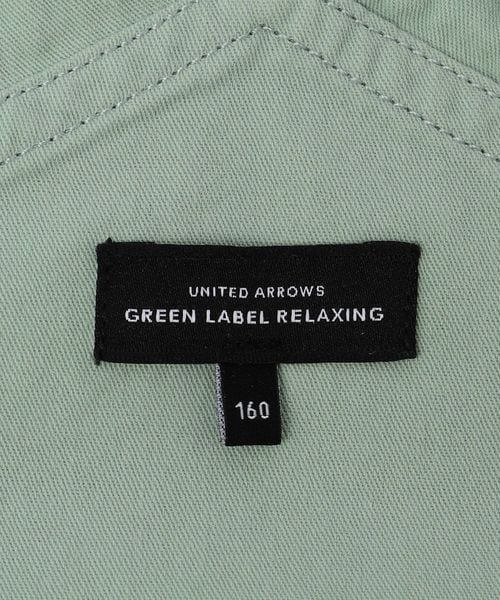 UNITED ARROWS
GREEN LABEL RELAXING
160